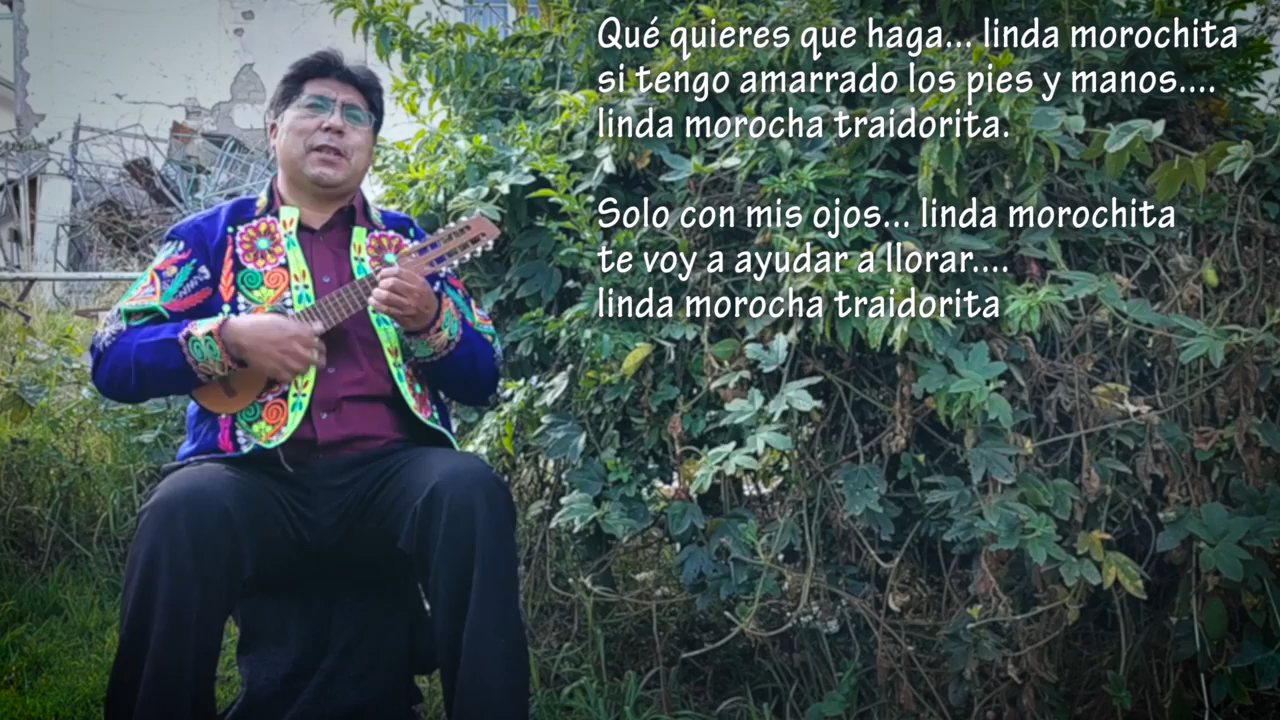 Qué quieres que haga... linda morochita
si tengo amarrado los pies y manos....
linda morocha traidorita.
Solo con mis ojos... linda morochita
te voy a ayudar a llorar....
linda morocha traidorita